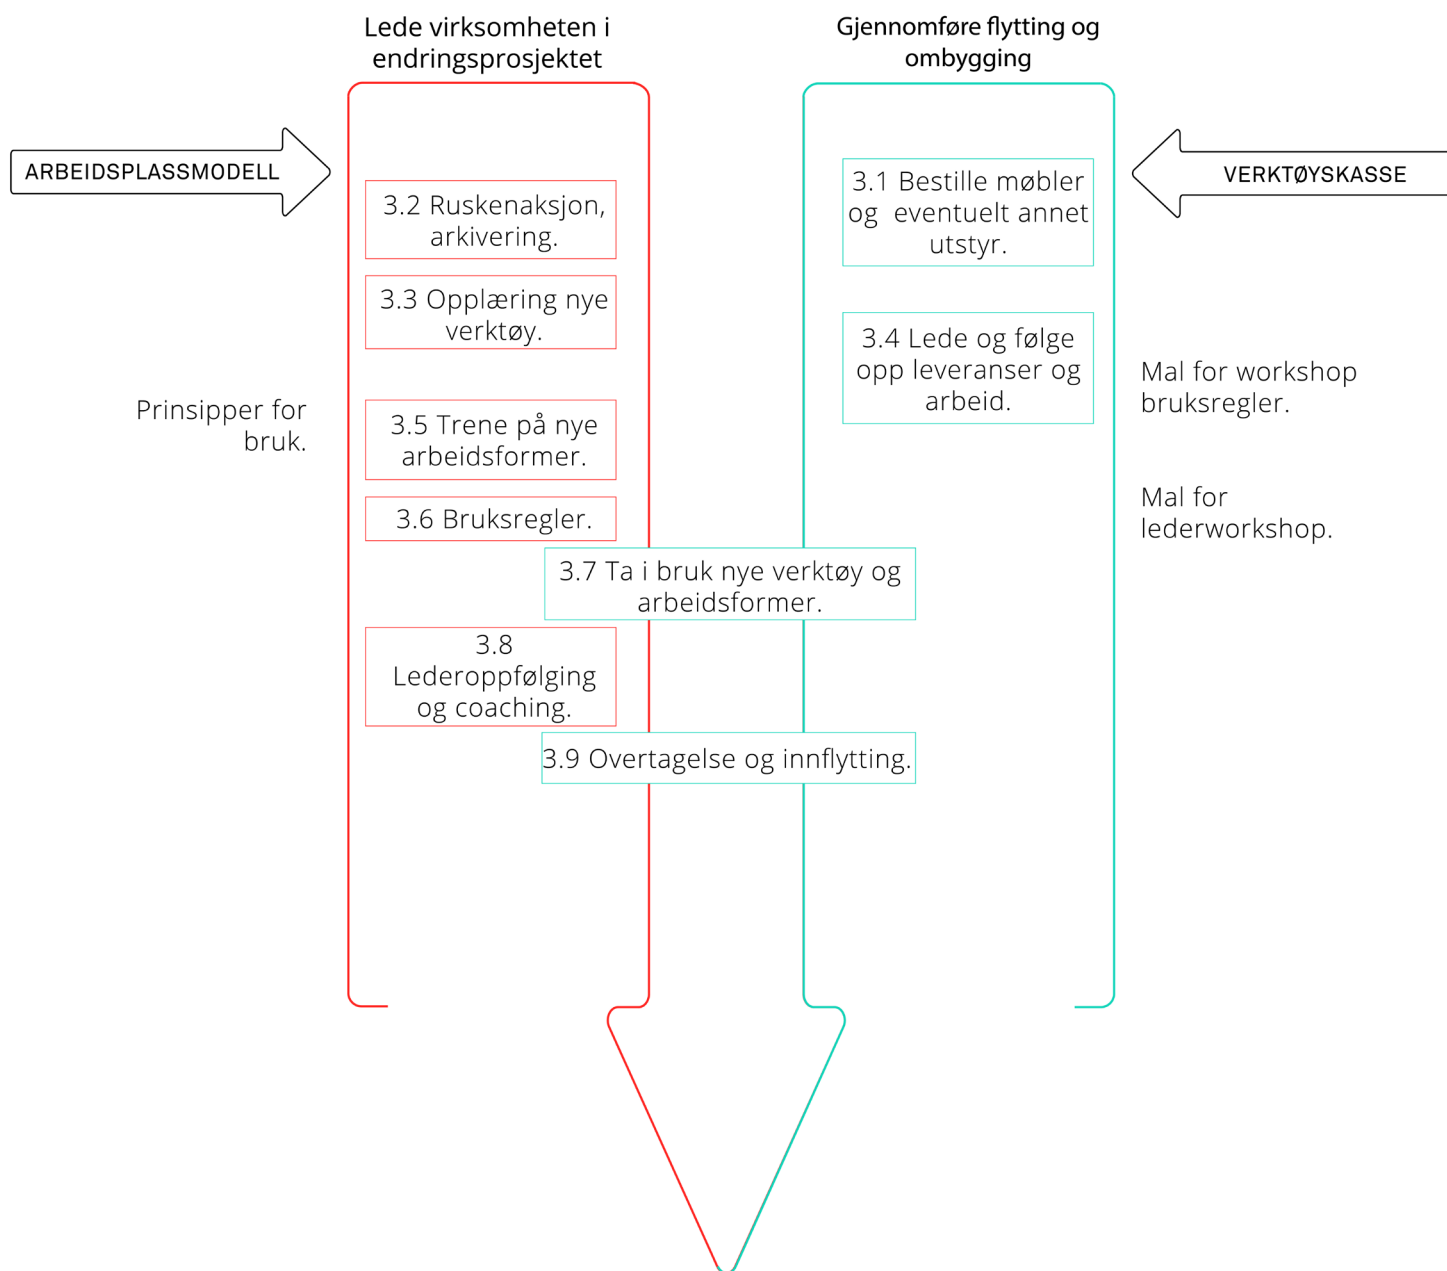 Lede virksomheten i
endringsprosjektet
Gjennomføre flytting og
ombygging
ARBEIDSPLASSMODELL
VERKTØYSKASSE
3.1 Bestille møbler
og eventuelt annet
utstyr.
3.2 Ruskenaksjon,
arkivering.
3.3 Opplæring nye
verktøy.
3.4 Lede og følge
opp leveranser og
arbeid.
Mal for workshop
bruksregler.
Prinsipper for
bruk.
3.5 Trene på nye
arbeidsformer.
Mal for
lederworkshop.
3.6 Bruksregler.
3.7 Ta i bruk nye verktøy og
arbeidsformer.
3.8
Lederoppfølging
og coaching.
3.9 Overtagelse og innflytting.